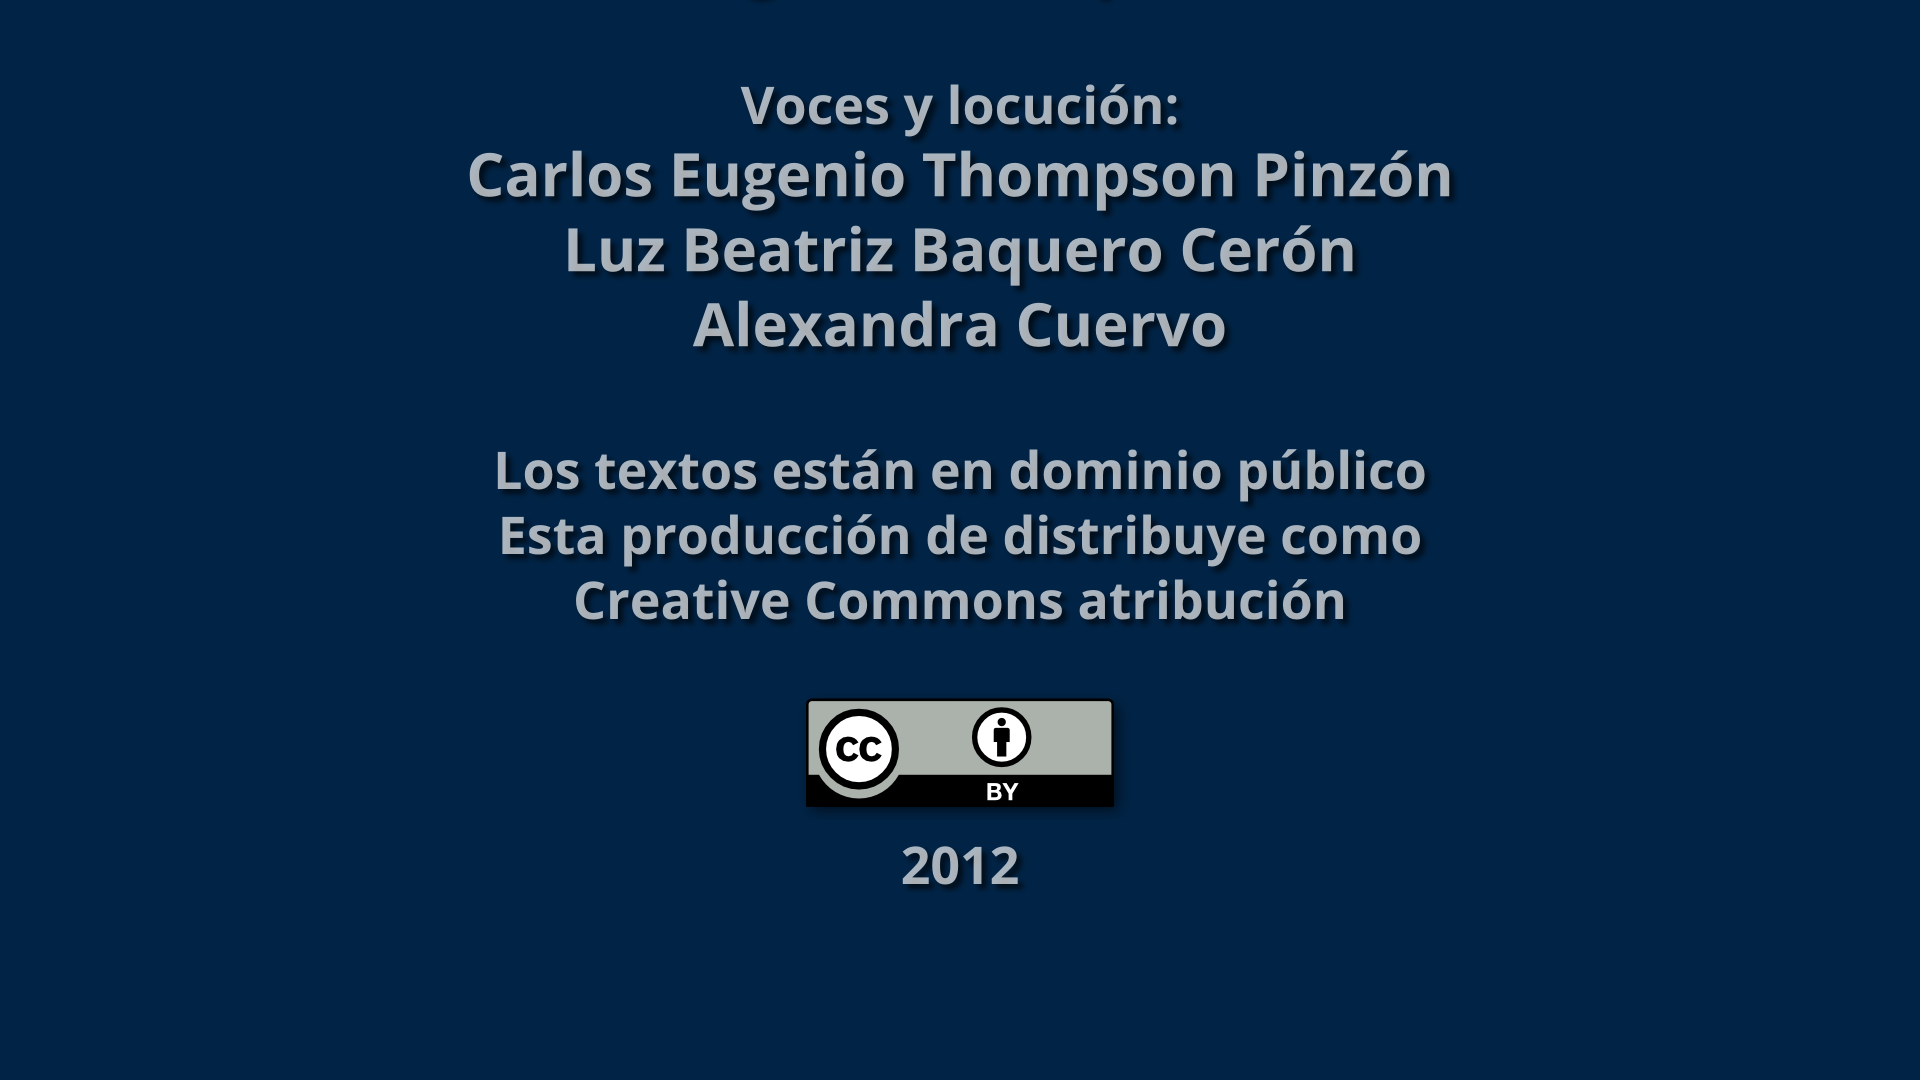 Voces y locución:
Carlos Eugenio Thompson Pinzón
Luz Beatriz Baquero Cerón
Alexandra Cuervo
Los textos están en dominio público
Esta producción de distribuye como
Creative Commons atribución
cc
BY
2012